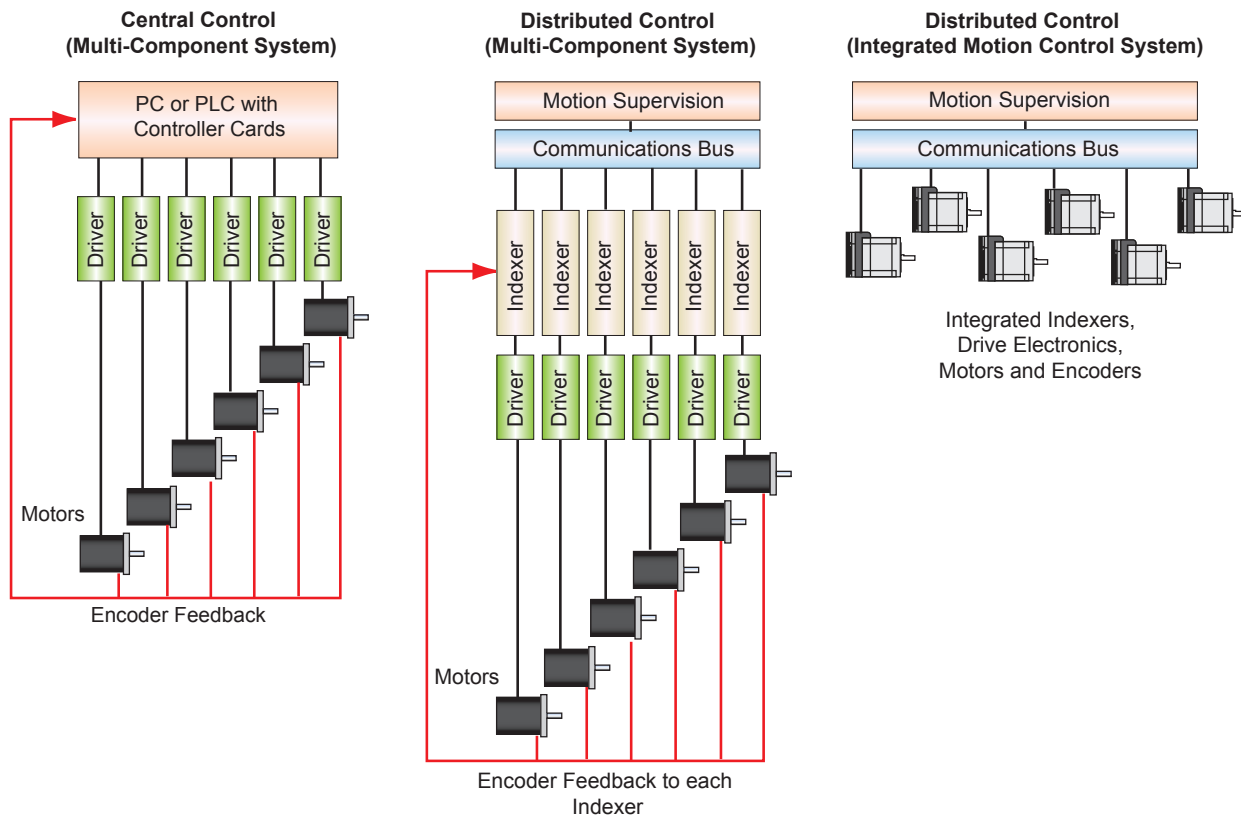 Central Control
(Multi-Component System)
PC or PLC with
Controller Cards
Driver
Driver
Driver
Driver
Driver
Driver
Motors
Encoder Feedback
Distributed Control
(Multi-Component System)
Motion Supervision
Communications Bus
Indexer
Indexer
Indexer
Indexer
Indexer
Indexer
Driver
Driver
Driver
Driver
Driver
Driver
Motors
Encoder Feedback to each
Indexer
Distributed Control
(Integrated Motion Control System)
Motion Supervision
Communications Bus
Integrated Indexers,
Drive Electronics,
Motors and Encoders